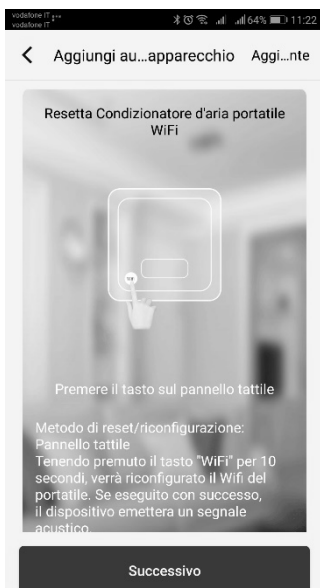 vodafone IT
vodafone IT
64% 11:22
Aggiungi au...apparecchio Aggi...nte
Resetta Condizionatore d'aria portatile
WiFi
Premere il tasto sul pannello tattile
Metodo di reset/riconfigurazione:
Pannello tattile
Tenendo premuto il tasto "WiFi" per 10
secondi, verrà riconfigurato il Wifi del
portatile. Se eseguito con successo,
il dispositivo emettera un segnale
acustico.
Successivo